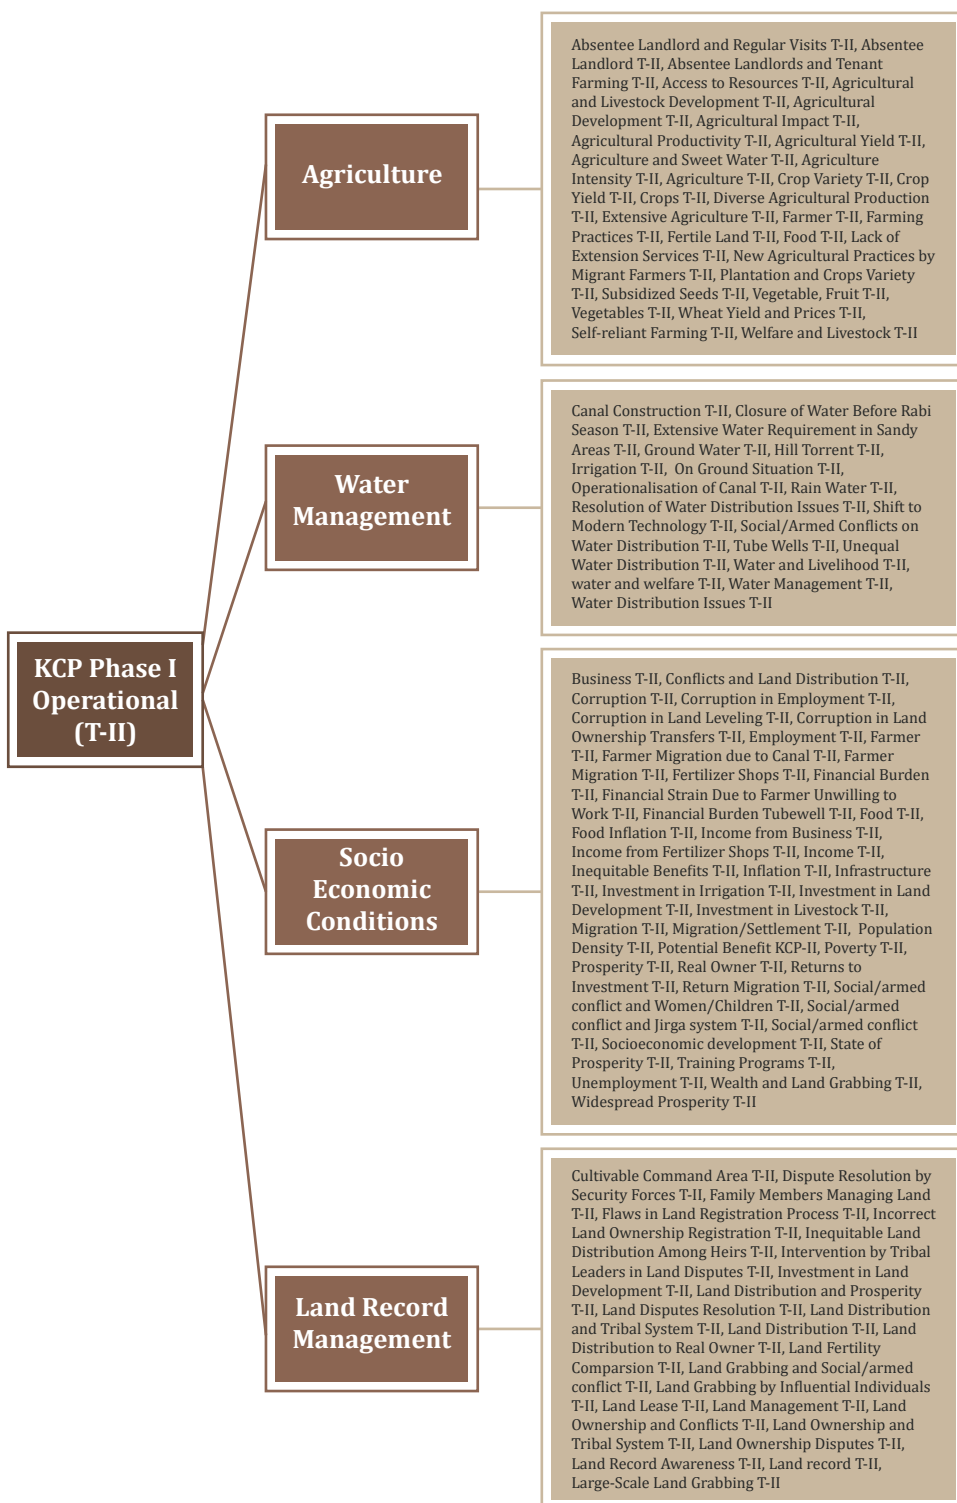 KCP Phase I
Operational
(T-II)
Agriculture
Absentee Landlord and Regular Visits T-II, Absentee
Landlord T-II, Absentee Landlords and Tenant
Farming T-II, Access to Resources T-II, Agricultural
and Livestock Development T-II, Agricultural
Development T-II, Agricultural Impact T-II,
Agricultural Productivity T-II, Agricultural Yield T-II,
Agriculture and Sweet Water T-II, Agriculture
Intensity T-II, Agriculture T-II, Crop Variety T-II, Crop
Yield T-II, Crops T-II, Diverse Agricultural Production
T-II, Extensive Agriculture T-II, Farmer T-II, Farming
Practices T-II, Fertile Land T-II, Food T-II, Lack of
Extension Services T-II, New Agricultural Practices by
Migrant Farmers T-II, Plantation and Crops Variety
T-II, Subsidized Seeds T-II, Vegetable, Fruit T-II,
Vegetables T-II, Wheat Yield and Prices T-II,
Self-reliant Farming T-II, Welfare and Livestock T-II
Water
Management
Canal Construction T-II, Closure of Water Before Rabi
Season T-II, Extensive Water Requirement in Sandy
Areas T-II, Ground Water T-II, Hill Torrent T-II,
Irrigation T-II, On Ground Situation T-II,
Operationalisation of Canal T-II, Rain Water T-II,
Resolution of Water Distribution Issues T-II, Shift to
Modern Technology T-II, Social/Armed Conflicts on
Water Distribution T-II, Tube Wells T-II, Unequal
Water Distribution T-II, Water and Livelihood T-II,
water and welfare T-II, Water Management T-II,
Water Distribution Issues T-II
Socio
Economic
Conditions
Business T-II, Conflicts and Land Distribution T-II,
Corruption T-II, Corruption in Employment T-II,
Corruption in Land Leveling T-II, Corruption in Land
Ownership Transfers T-II, Employment T-II, Farmer
T-II, Farmer Migration due to Canal T-II, Farmer
Migration T-II, Fertilizer Shops T-II, Financial Burden
T-II, Financial Strain Due to Farmer Unwilling to
Work T-II, Financial Burden Tubewell T-II, Food T-II,
Food Inflation T-II, Income from Business T-II,
Income from Fertilizer Shops T-II, Income T-II,
Inequitable Benefits T-II, Inflation T-II, Infrastructure
T-II, Investment in Irrigation T-II, Investment in Land
Development T-II, Investment in Livestock T-II,
Migration T-II, Migration/Settlement T-II, Population
Density T-II, Potential Benefit KCP-II, Poverty T-II,
Prosperity T-II, Real Owner T-II, Returns to
Investment T-II, Return Migration T-II, Social/armed
conflict and Women/Children T-II, Social/armed
conflict and Jirga system T-II, Social/armed conflict
T-II, Socioeconomic development T-II, State of
Prosperity T-II, Training Programs T-II,
Unemployment T-II, Wealth and Land Grabbing T-II,
Widespread Prosperity T-II
Land Record
Management
Cultivable Command Area T-II, Dispute Resolution by
Security Forces T-II, Family Members Managing Land
T-II, Flaws in Land Registration Process T-II, Incorrect
Land Ownership Registration T-II, Inequitable Land
Distribution Among Heirs T-II, Intervention by Tribal
Leaders in Land Disputes T-II, Investment in Land
Development T-II, Land Distribution and Prosperity
T-II, Land Disputes Resolution T-II, Land Distribution
and Tribal System T-II, Land Distribution T-II, Land
Distribution to Real Owner T-II, Land Fertility
Comparsion T-II, Land Grabbing and Social/armed
conflict T-II, Land Grabbing by Influential Individuals
T-II, Land Lease T-II, Land Management T-II, Land
Ownership and Conflicts T-II, Land Ownership and
Tribal System T-II, Land Ownership Disputes T-II,
Land Record Awareness T-II, Land record T-II,
Large-Scale Land Grabbing T-II